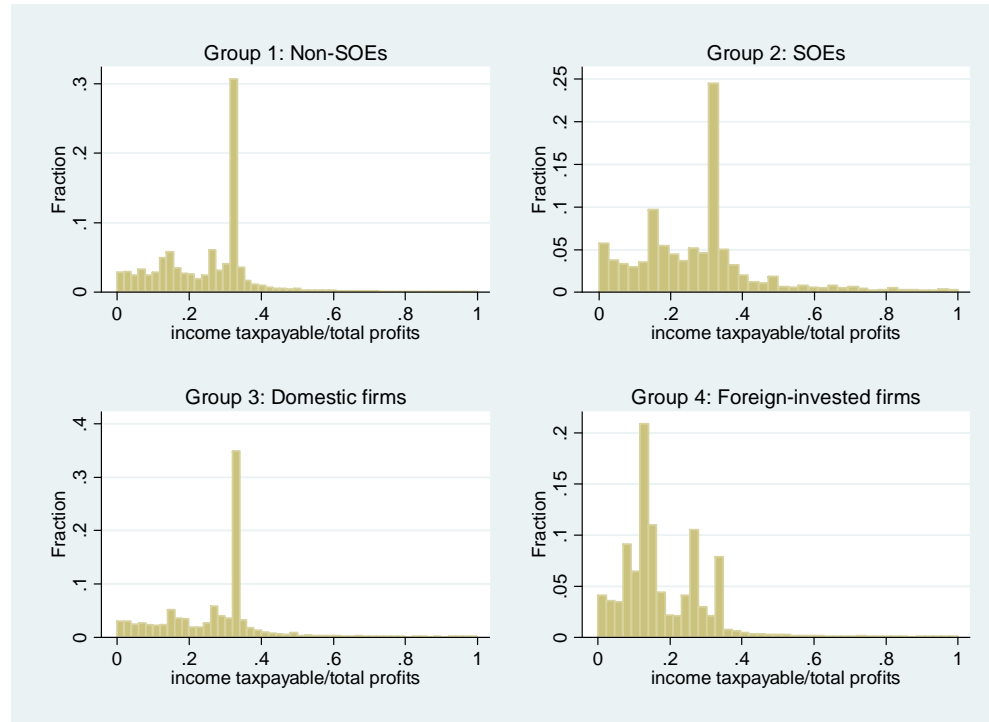 Group 1: Non-SOEs
Fraction
0 .1 .2 .3
0 .2 .4 .6 .8 1
income taxpayable/total profits
Group 2: SOEs
Fraction
0 .05 .1 .15 .2 .25
0 .2 .4 .6 .8 1
income taxpayable/total profits
Group 3: Domestic firms
Fraction
0 .1 .2 .3 .4
0 .2 .4 .6 .8 1
income taxpayable/total profits
Group 4: Foreign-invested firms
Fraction
0 .05 .1 .15 .2
0 .2 .4 .6 .8 1
income taxpayable/total profits